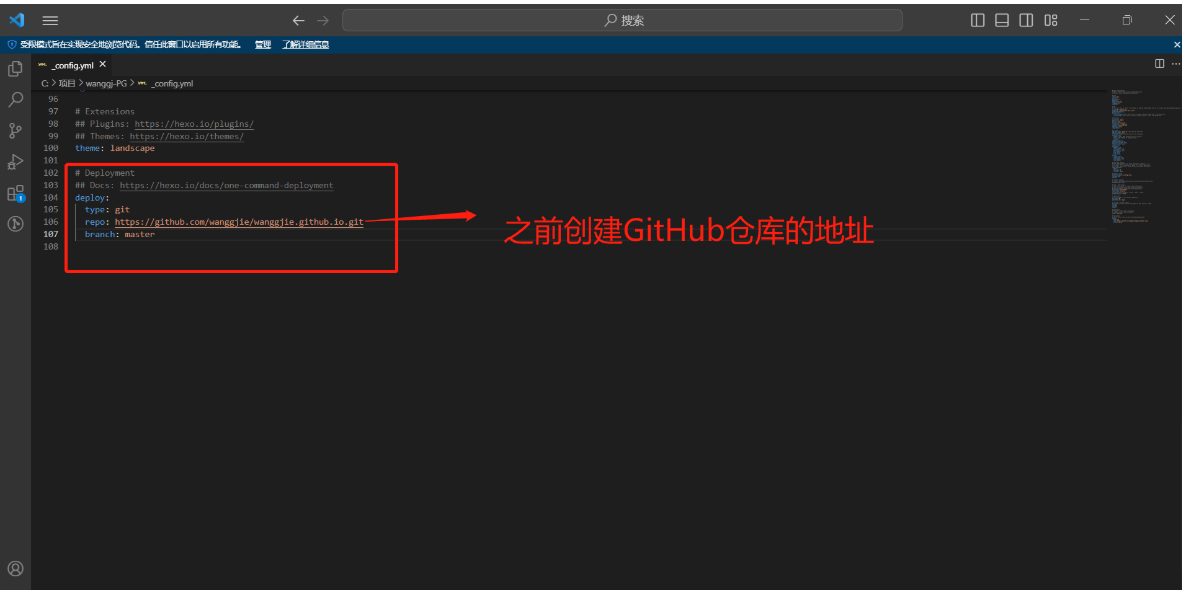 搜索
受限模式旨在实现安全地浏览代码。信任此窗口以启用所有功能。 管理 了解详细信息
_config.yml
C: > 项目 > wanggj-PG > _config.yml
96
97 # Extensions
98 ## Plugins: https://hexo.io/plugins/
99 ## Themes: https://hexo.io/themes/
100 theme: landscape
101
102 # Deployment
103 ## Docs: https://hexo.io/docs/one-command-deployment
104 deploy:
105 type: git
106 repo: https://github.com/wanggjie/wanggjie.github.io.git
107 branch: master
108
之前创建GitHub仓库的地址
1